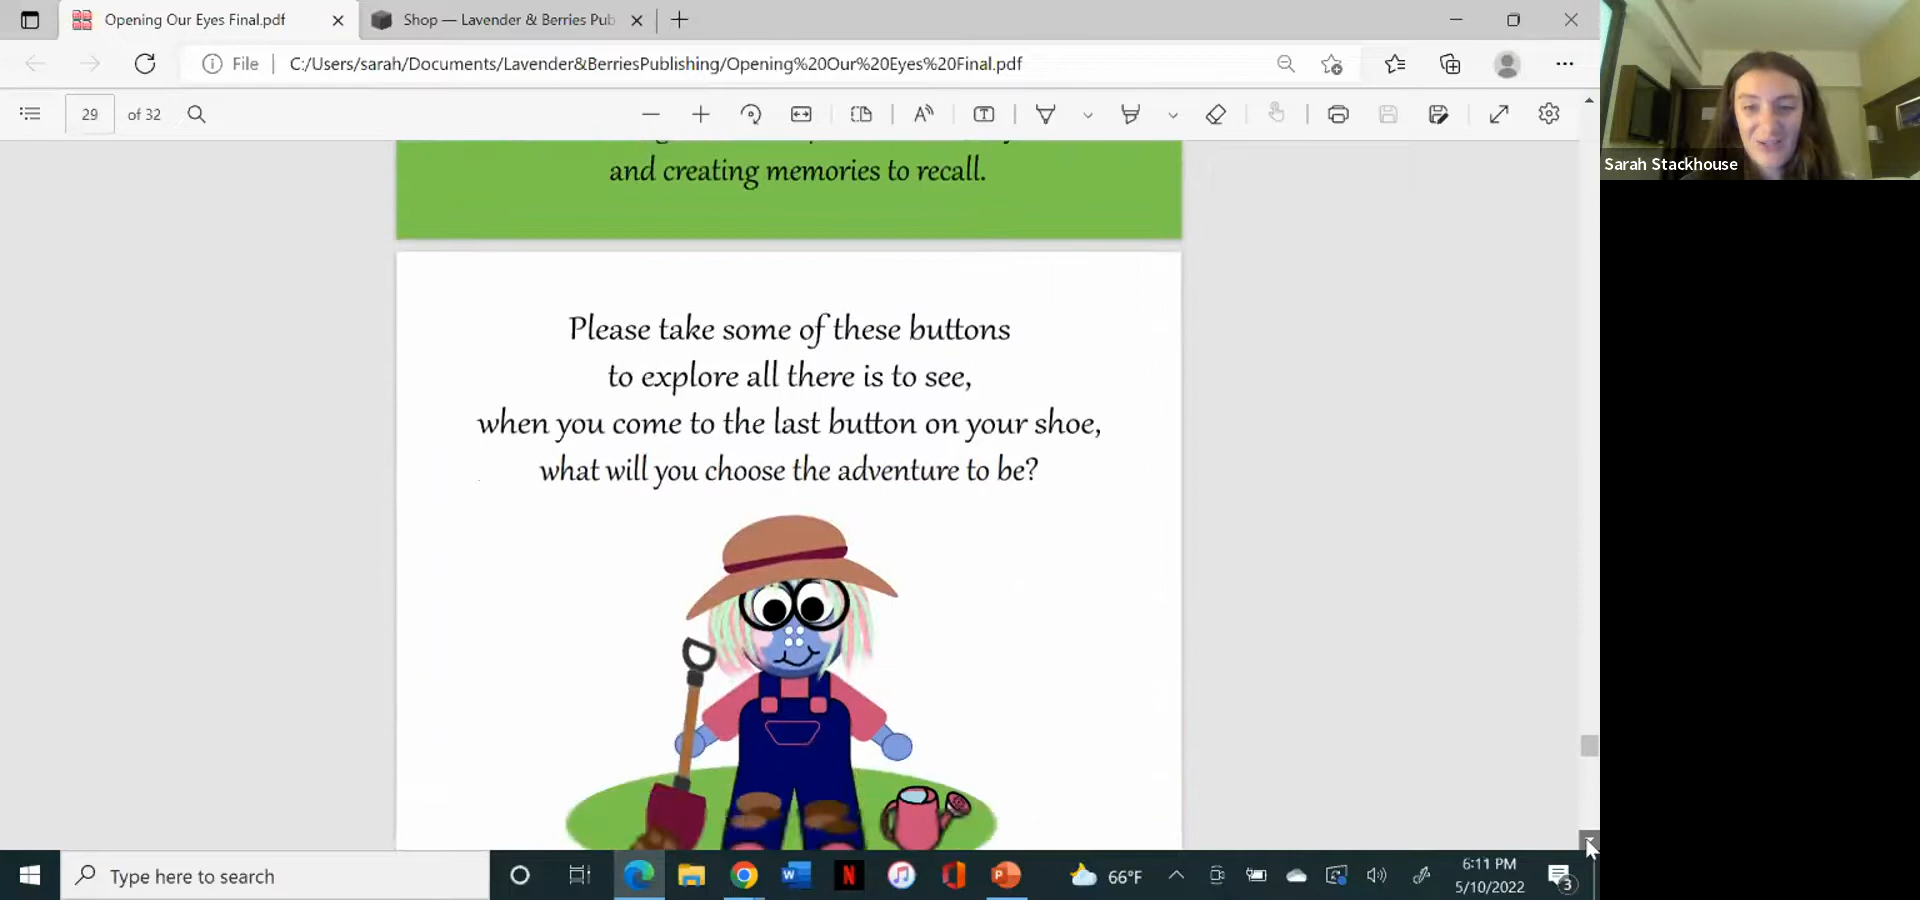 Opening Our Eyes Final.pdf
Shop — Lavender & Berries Pub
File
C:/Users/sarah/Documents/Lavender&BerriesPublishing/Opening%20Our%20Eyes%20Final.pdf
29
of 32
and creating memories to recall.
Please take some of these buttons
to explore all there is to see,
when you come to the last button on your shoe,
what will you choose the adventure to be?
Sarah Stackhouse
Type here to search
66°F
6:11 PM
5/10/2022
3